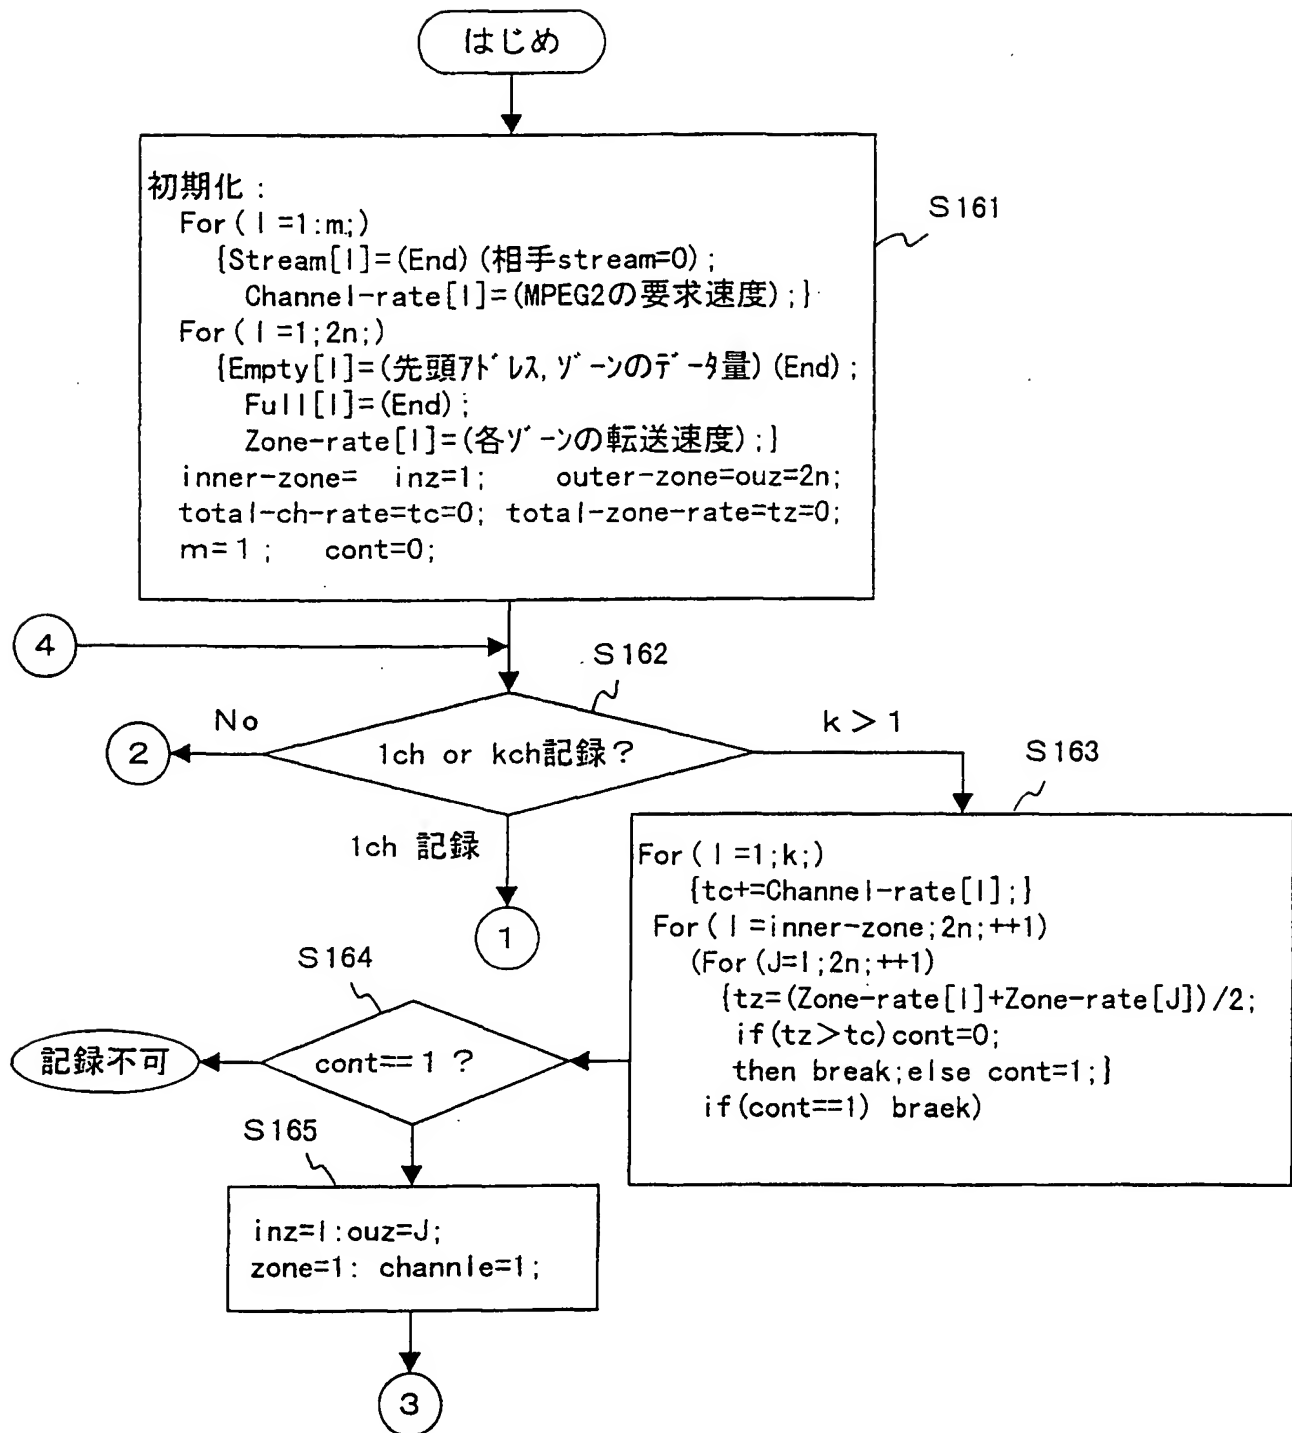 はじめ
初期化:
For(I=1:m;)
{Stream[I]=(End)(相手stream=0);
Channel-rate[I]=(MPEG2の要求速度);}
For(I=1;2n;)
{Empty[I]=(先頭ｱﾄﾞﾚｽ,ｿﾞｰﾝのﾃﾞｰﾀ量)(End);
Full[I]=(End);
Zone-rate[I]=(各ｿﾞｰﾝの転送速度);}
inner-zone= inz=1; outer-zone=ouz=2n;
total-ch-rate=tc=0; total-zone-rate=tz=0;
m=1; cont=0;
S161
4
S162
No
2
1ch or kch記録?
k>1
S163
1ch 記録
1
For(I=1;k;)
{tc+=Channel-rate[I];}
For(I=inner-zone;2n;++1)
(For(J=I;2n;++1)
{tz=(Zone-rate[I]+Zone-rate[J])/2;
if(tz>tc)cont=0;
then break;else cont=1;}
if(cont==1) braek)
S164
記録不可
cont==1?
S165
inz=I:ouz=J;
zone=1: channle=1;
3